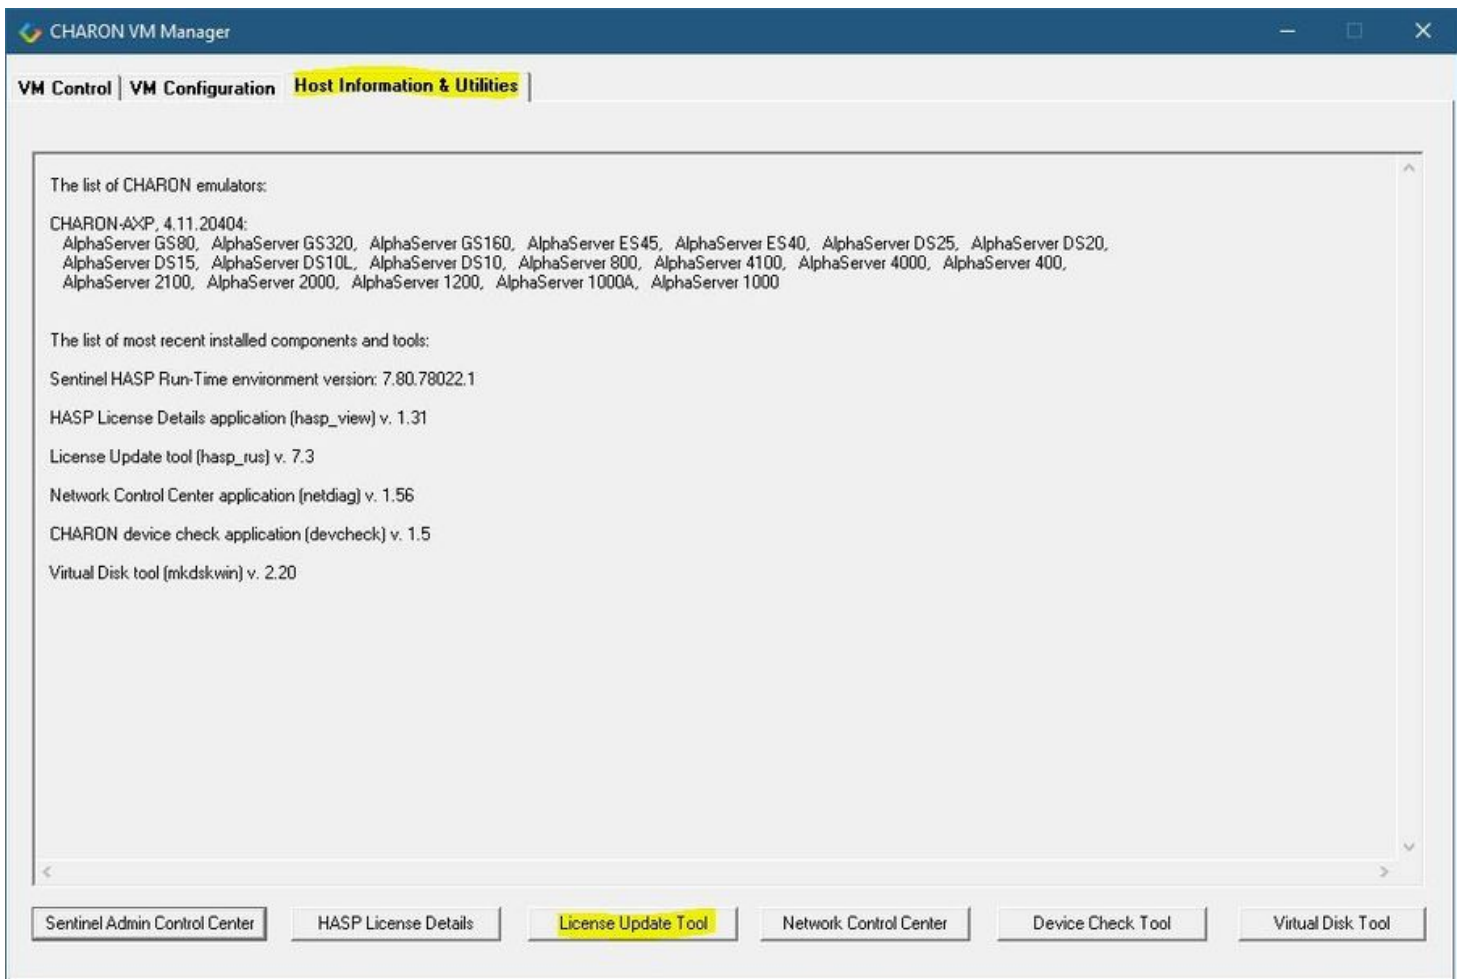 CHARON VM Manager
VM Control
VM Configuration
Host Information & Utilities
The list of CHARON emulators:
CHARON-AXP, 4.11.20404:
AlphaServer GS80, AlphaServer GS320, AlphaServer GS160, AlphaServer ES45, AlphaServer ES40, AlphaServer DS25, AlphaServer DS20,
AlphaServer DS15, AlphaServer DS10L, AlphaServer DS10, AlphaServer 800, AlphaServer 4100, AlphaServer 4000, AlphaServer 400,
AlphaServer 2100, AlphaServer 2000, AlphaServer 1200, AlphaServer 1000A, AlphaServer 1000
The list of most recent installed components and tools:
Sentinel HASP Run-Time environment version: 7.80.78022.1
HASP License Details application (hasp_view) v. 1.31
License Update tool (hasp_rus) v. 7.3
Network Control Center application (netdiag) v. 1.56
CHARON device check application (devcheck) v. 1.5
Virtual Disk tool (mkdskwin) v. 2.20
Sentinel Admin Control Center
HASP License Details
License Update Tool
Network Control Center
Device Check Tool
Virtual Disk Tool